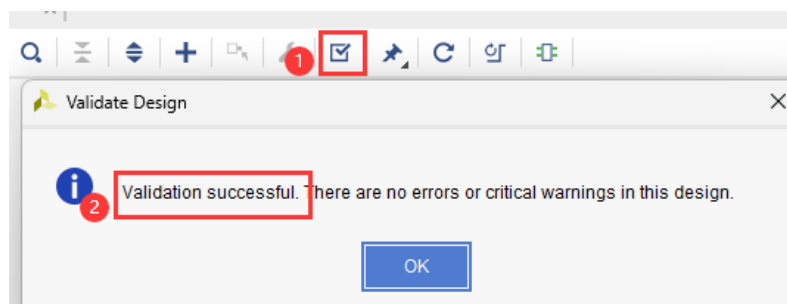 1
Validate Design
Validation successful. There are no errors or critical warnings in this design.
2
OK